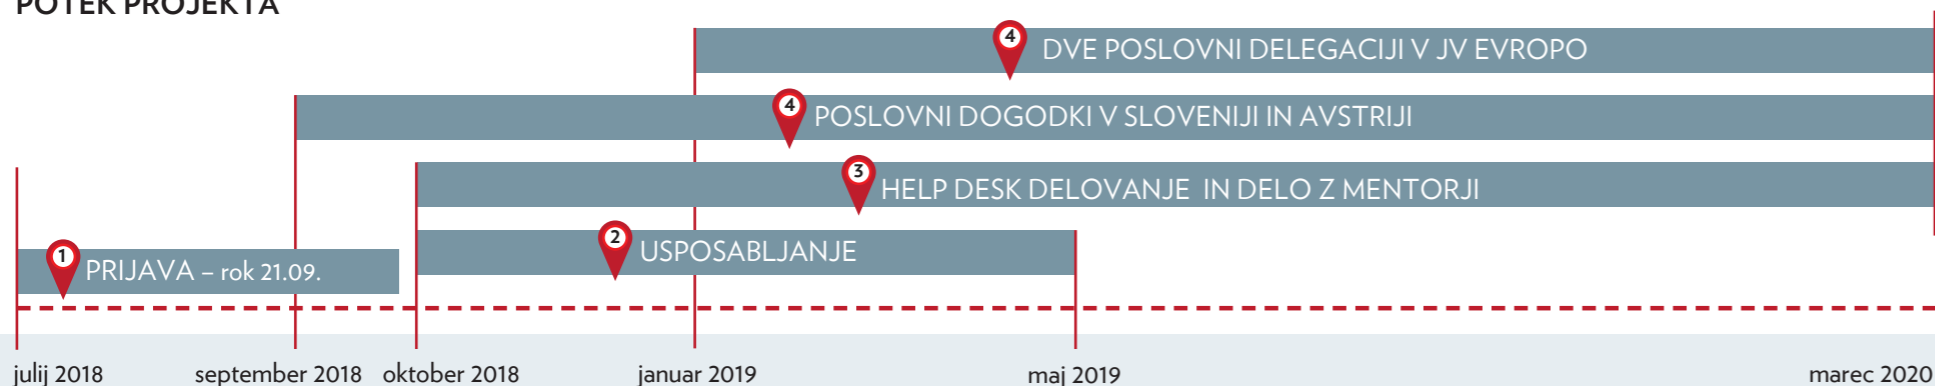 POTEK PROJEKTA
4 DVE POSLOVNI DELEGACIJI V JV EVROPO
4 POSLOVNI DOGODKI V SLOVENIJI IN AVSTRIJI
3 HELP DESK DELOVANJE IN DELO Z MENTORJI
2 USPOSABLJANJE
1 PRIJAVA – rok 21.09.
julij 2018 september 2018 oktober 2018 januar 2019 maj 2019 marec 2020